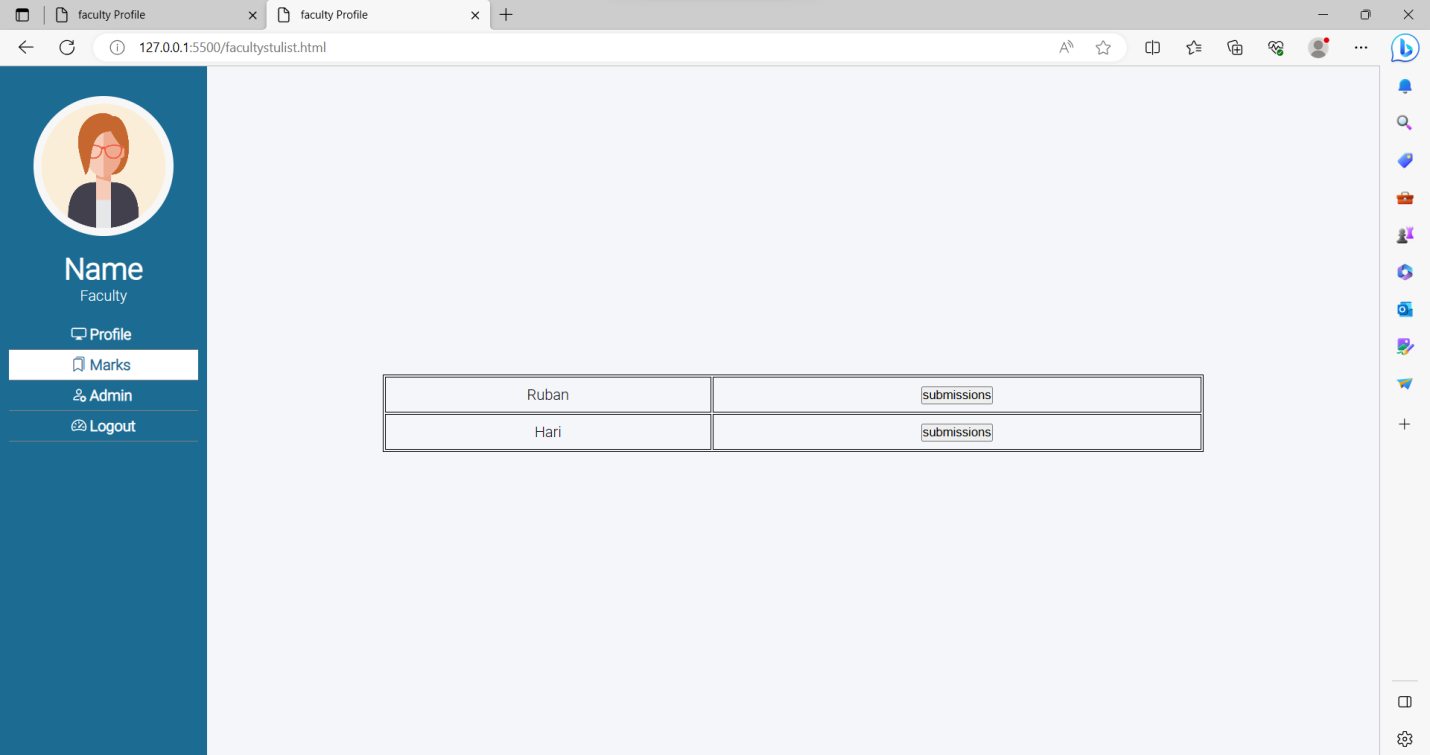 faculty Profile
faculty Profile
127.0.0.1:5500/facultystulist.html
Name
Faculty
Profile
Marks
Admin
Logout
Ruban submissions
Hari submissions